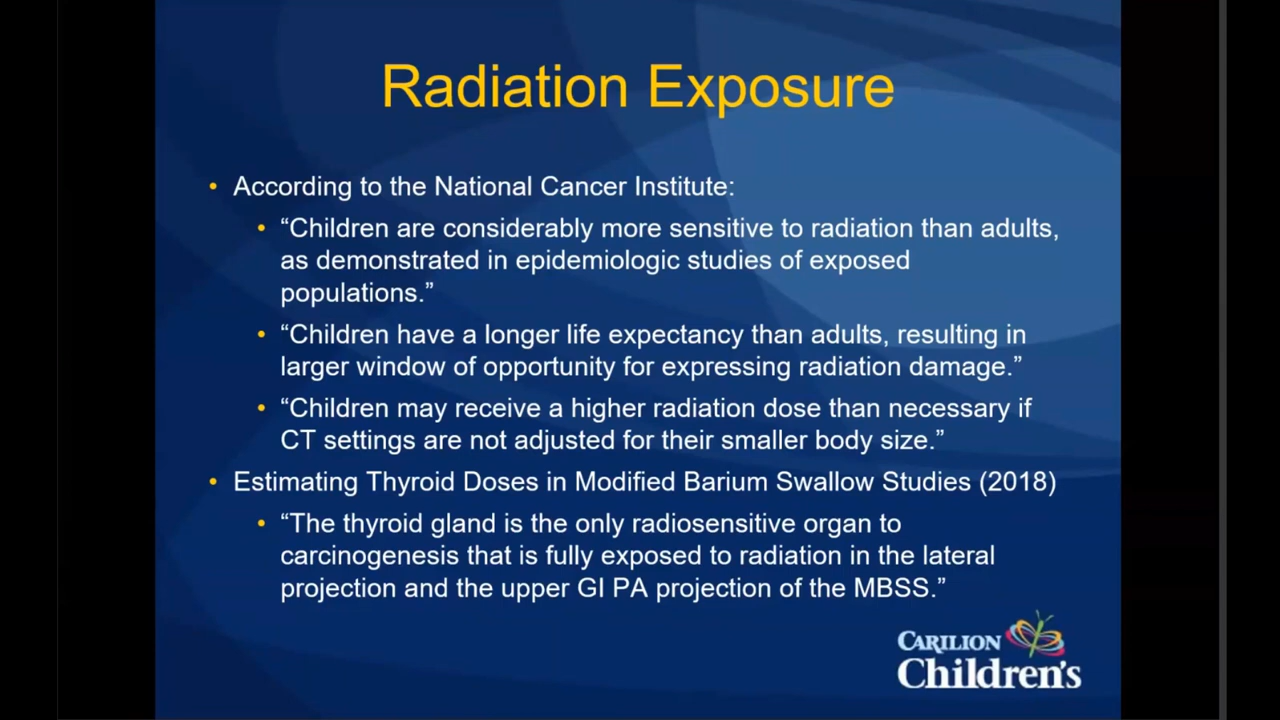 Radiation Exposure
• According to the National Cancer Institute:
• “Children are considerably more sensitive to radiation than adults,
as demonstrated in epidemiologic studies of exposed
populations.”
• “Children have a longer life expectancy than adults, resulting in
larger window of opportunity for expressing radiation damage.”
• “Children may receive a higher radiation dose than necessary if
CT settings are not adjusted for their smaller body size.”
• Estimating Thyroid Doses in Modified Barium Swallow Studies (2018)
• “The thyroid gland is the only radiosensitive organ to
carcinogenesis that is fully exposed to radiation in the lateral
projection and the upper GI PA projection of the MBSS.”
CARILION
Children's